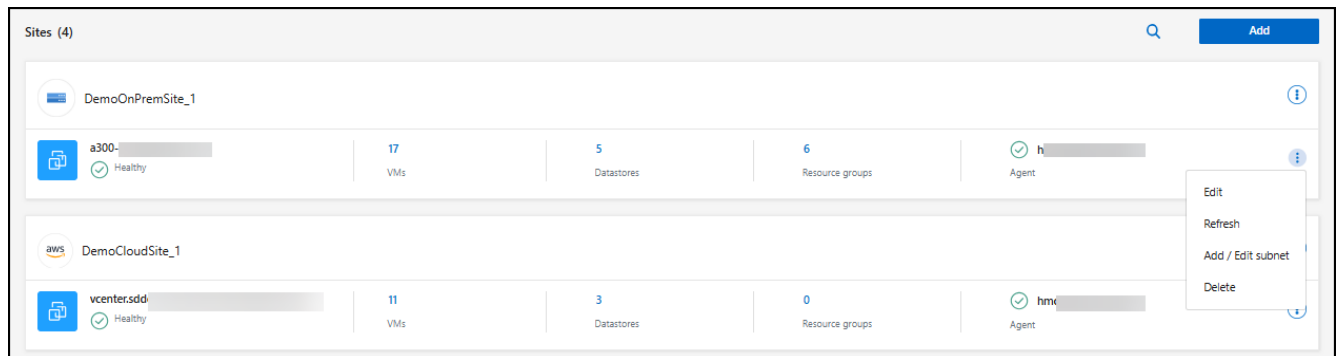 Sites (4)
Add
DemoOnPremSite_1
a300-
Healthy
17
VMs
5
Datastores
6
Resource groups
h
Agent
Edit
Refresh
Add / Edit subnet
Delete
aws
DemoCloudSite_1
vcenter.sdd
Healthy
11
VMs
3
Datastores
0
Resource groups
hm
Agent